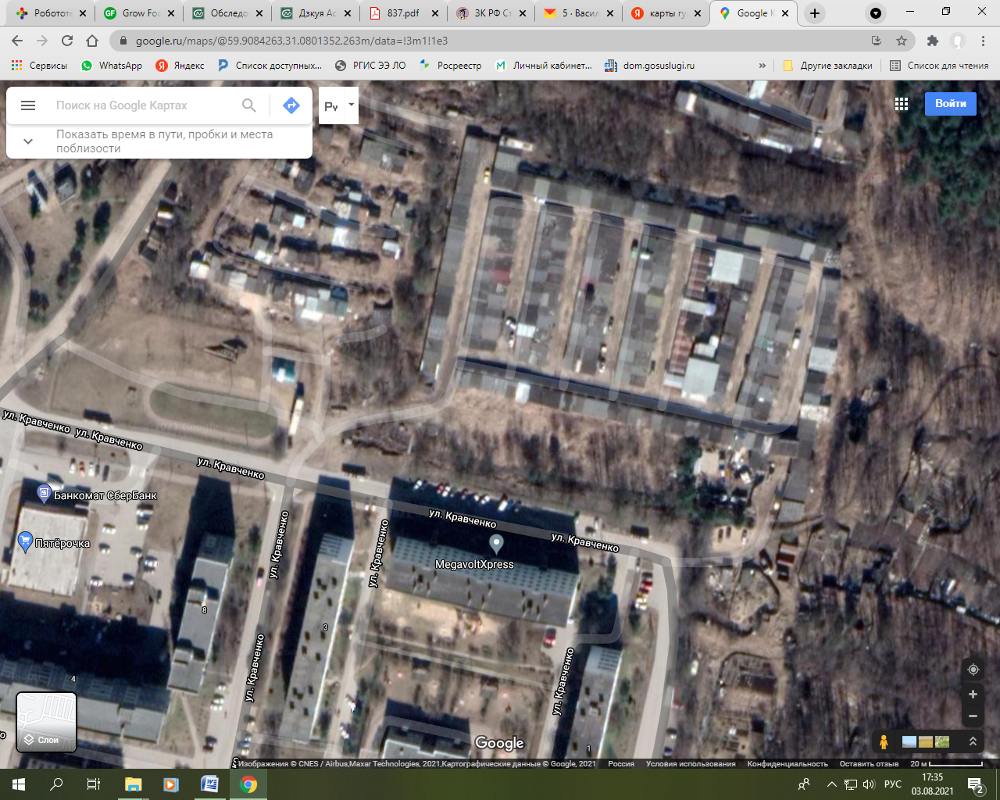 Робототе
Grow Foo
Обследо
Дзкуя Ас
837.pdf
ЗК РФ Ст
5 · Васил
карты гу
Google К
google.ru/maps/@59.9084263,31.0801352,263m/data=!3m1!1e3
Сервисы
WhatsApp
Яндекс
Список доступных...
РГИС ЭЭ ЛО
Росреестр
Личный кабинет...
dom.gosuslugi.ru
»
Другие закладки
Список для чтения
Поиск на Google Картах
Ру
Войти
Показать время в пути, пробки и места
поблизости
ул. Кравченко
ул. Кравченко
ул. Кравченко
Банкомат СберБанк
Пятёрочка
ул. Кравченко
ул. Кравченко
ул. Кравченко
ул. Кравченко
MegavoltXpress
8
3
4
ул. Кравченко
ул. Кравченко
1
Слои
Google
Изображения © CNES / Airbus,Maxar Technologies, 2021,Картографические данные © Google, 2021
Россия
Условия использования
Конфиденциальность
Оставить отзыв
20 м
РУС
17:35
03.08.2021
2